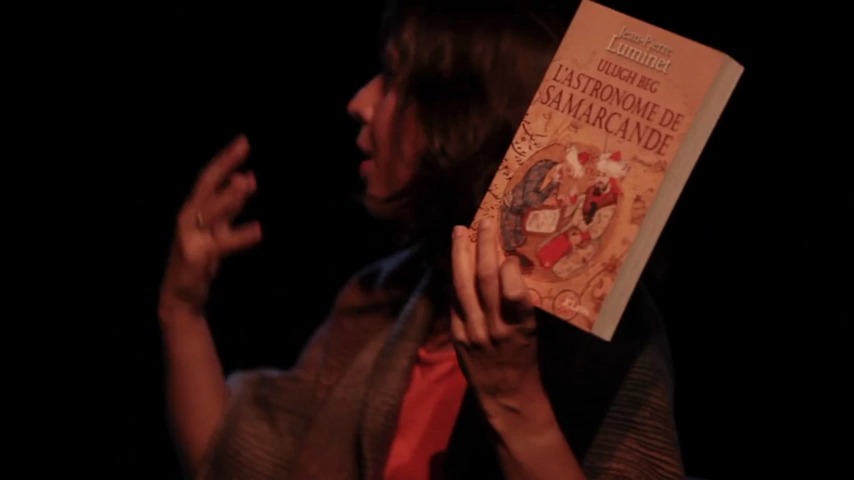 Jean-Pierre
Luminet
ULUGH BEG
L'ASTRONOME DE
SAMARCANDE